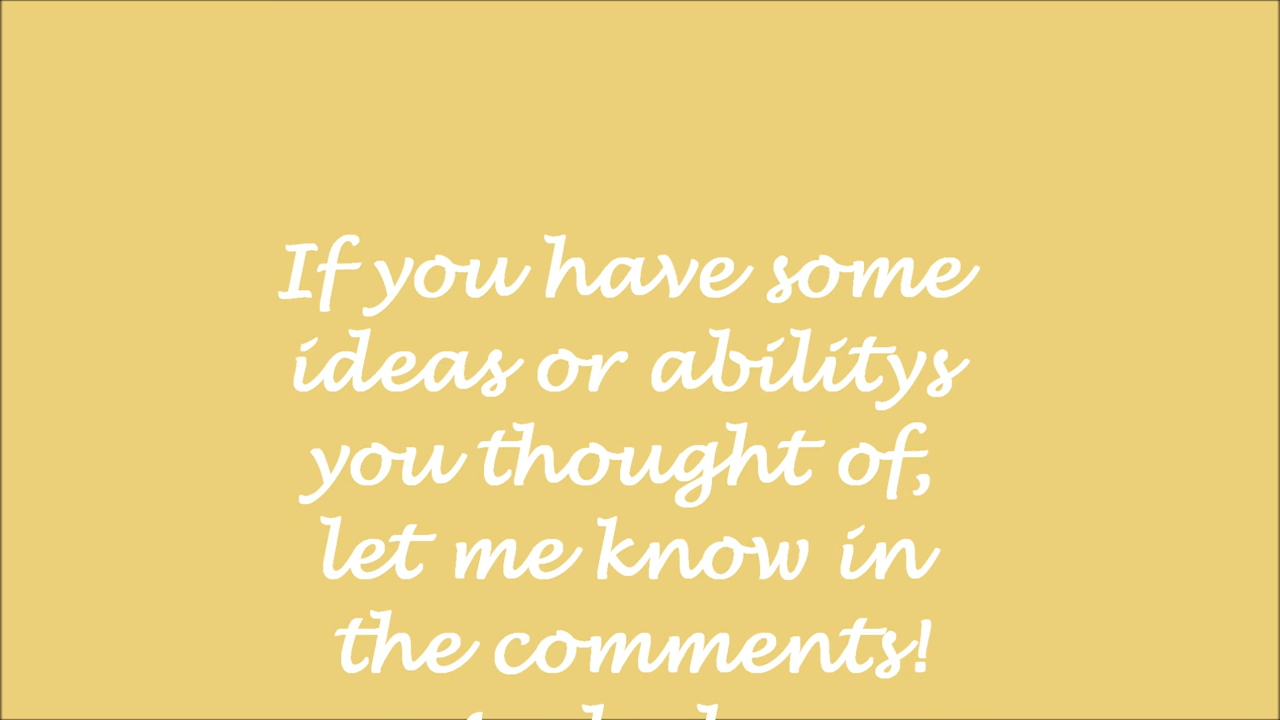 If you have some
ideas or abilitys
you thought of,
let me know in
the comments!